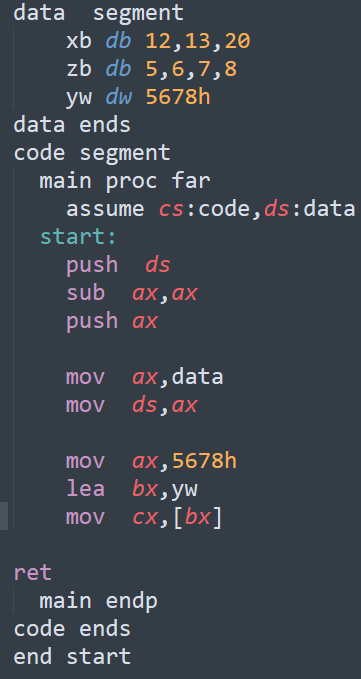 data  segment
    xb db 12,13,20
    zb db 5,6,7,8
    yw dw 5678h
data ends
code segment
  main proc far
    assume cs:code,ds:data
  start:
    push  ds
    sub  ax,ax
    push ax

    mov  ax,data
    mov  ds,ax

    mov  ax,5678h
    lea  bx,yw
    mov  cx,[bx]

ret
  main endp
code ends
end start